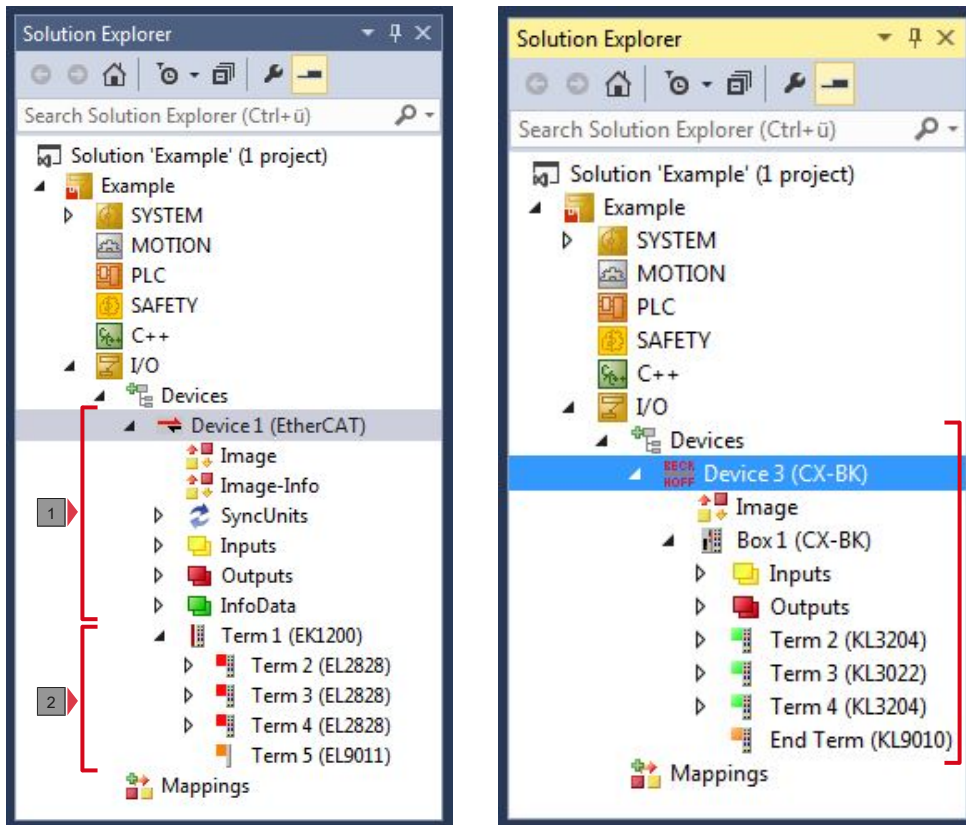 Solution Explorer
Search Solution Explorer (Ctrl+ü)
Solution 'Example' (1 project)
Example
SYSTEM
MOTION
PLC
SAFETY
C++
I/O
Devices
Device 1 (EtherCAT)
Image
Image-Info
1
SyncUnits
Inputs
Outputs
InfoData
Term 1 (EK1200)
Term 2 (EL2828)
2
Term 3 (EL2828)
Term 4 (EL2828)
Term 5 (EL9011)
Mappings
Solution Explorer
Search Solution Explorer (Ctrl+ü)
Solution 'Example' (1 project)
Example
SYSTEM
MOTION
PLC
SAFETY
C++
I/O
Devices
BECK
HOFF
Device 3 (CX-BK)
Image
Box 1 (CX-BK)
Inputs
Outputs
Term 2 (KL3204)
Term 3 (KL3022)
Term 4 (KL3204)
End Term (KL9010)
Mappings